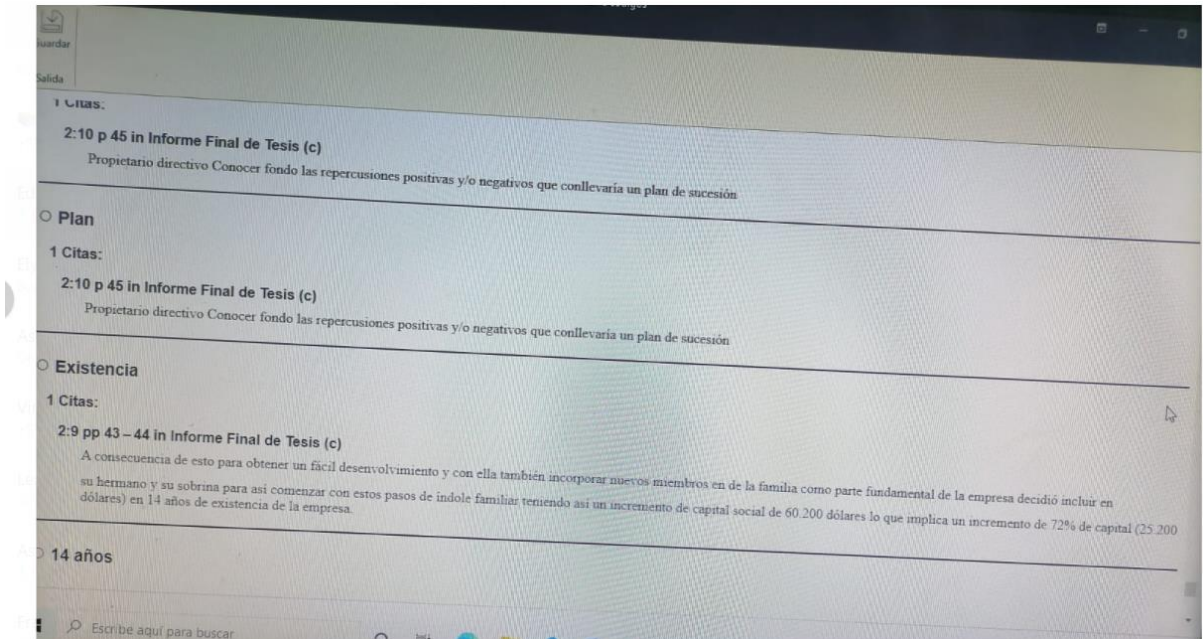 Guardar
Salida
1 Citas:
2:10 p 45 in Informe Final de Tesis (c)
Propietario directivo Conocer fondo las repercusiones positivas y/o negativos que conllevaría un plan de sucesión
Plan
1 Citas:
2:10 p 45 in Informe Final de Tesis (c)
Propietario directivo Conocer fondo las repercusiones positivas y/o negativos que conllevaría un plan de sucesión
Existencia
1 Citas:
2:9 pp 43 – 44 in Informe Final de Tesis (c)
A consecuencia de esto para obtener un fácil desenvolvimiento y con ella también incorporar nuevos miembros en de la familia como parte fundamental de la empresa decidió incluir en
su hermano y su sobrina para así comenzar con estos pasos de índole familiar teniendo así un incremento de capital social de 60.200 dólares lo que implica un incremento de 72% de capital (25.200
dólares) en 14 años de existencia de la empresa.
14 años
Escribe aquí para buscar